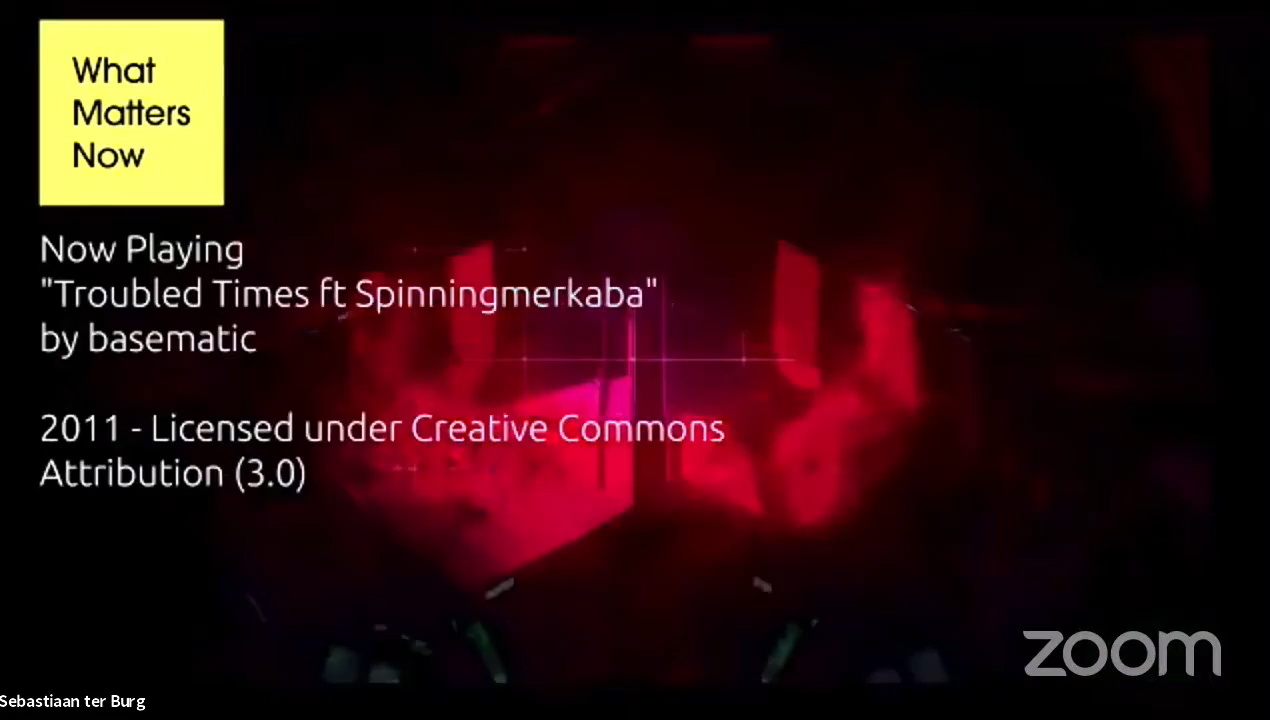 What
Matters
Now
Now Playing
"Troubled Times ft Spinningmerkaba"
by basematic
2011 - Licensed under Creative Commons
Attribution (3.0)
zoom
Sebastiaan ter Burg